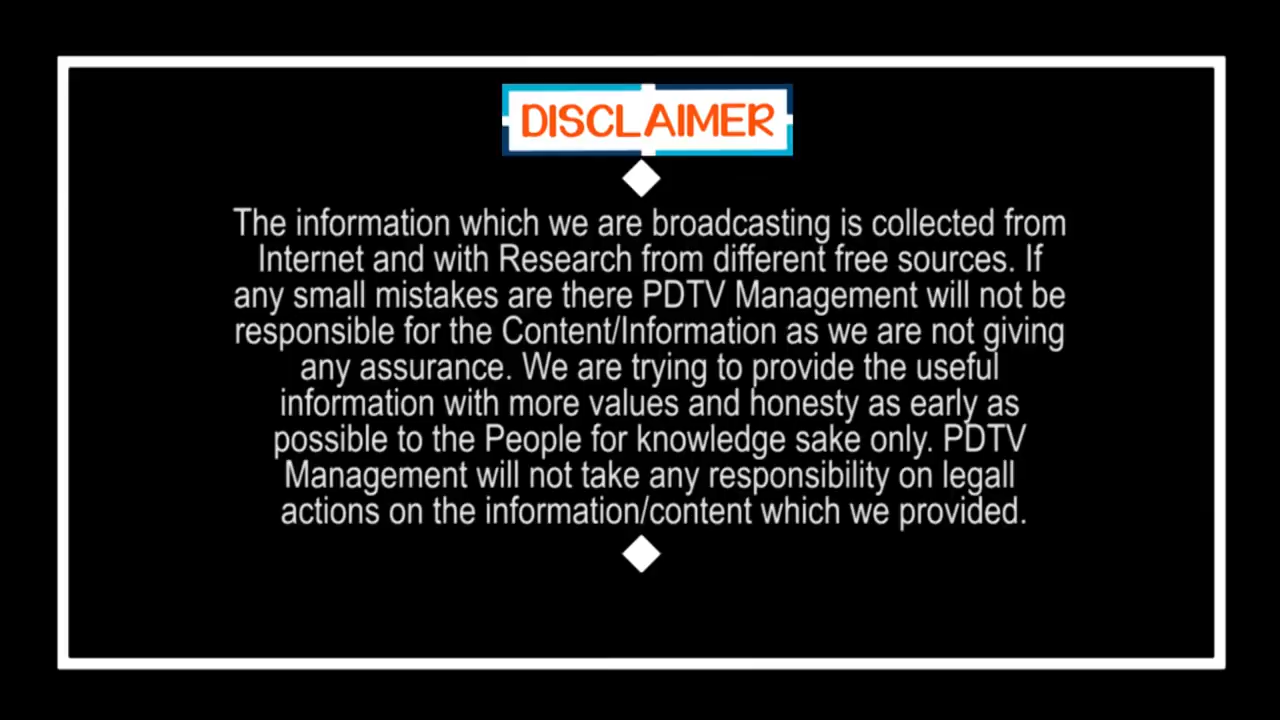 DISCLAIMER
The information which we are broadcasting is collected from
Internet and with Research from different free sources. If
any small mistakes are there PDTV Management will not be
responsible for the Content/Information as we are not giving
any assurance. We are trying to provide the useful
information with more values and honesty as early as
possible to the People for knowledge sake only. PDTV
Management will not take any responsibility on legall
actions on the information/content which we provided.